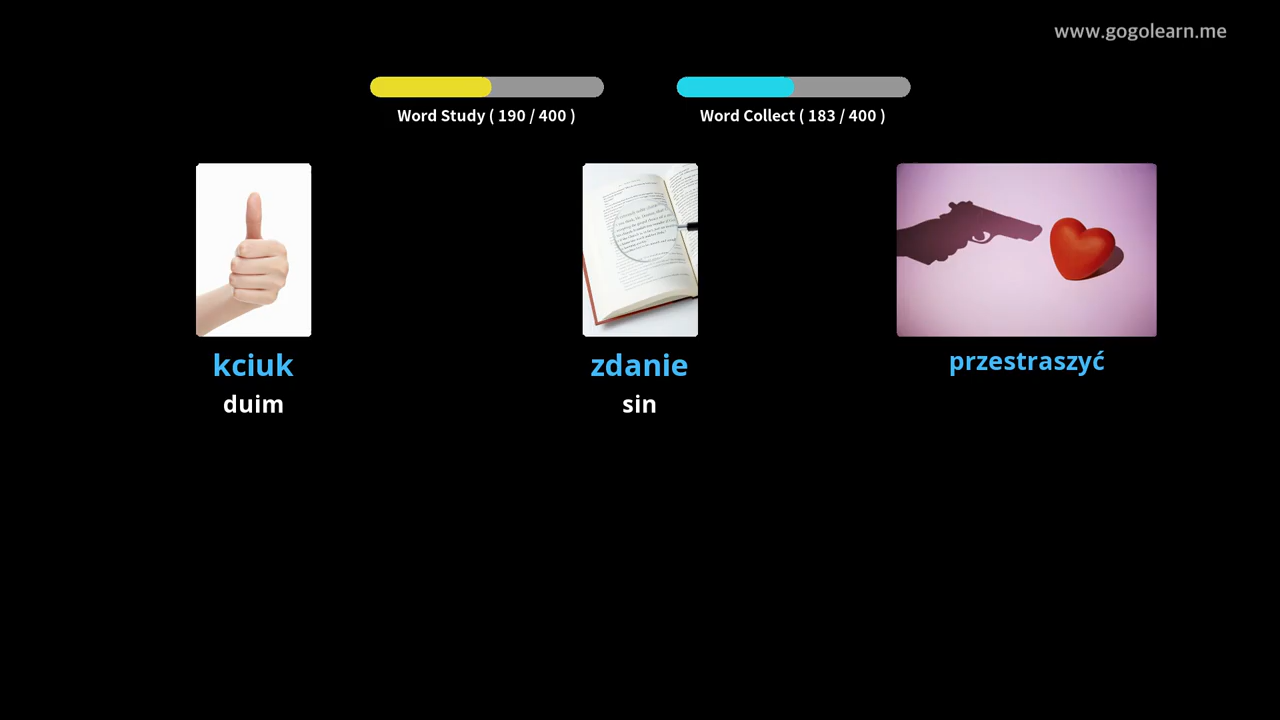 www.gogolearn.me
Word Study ( 190 / 400 )
Word Collect ( 183 / 400 )
kciuk
zdanie
przestraszyć
duim
sin